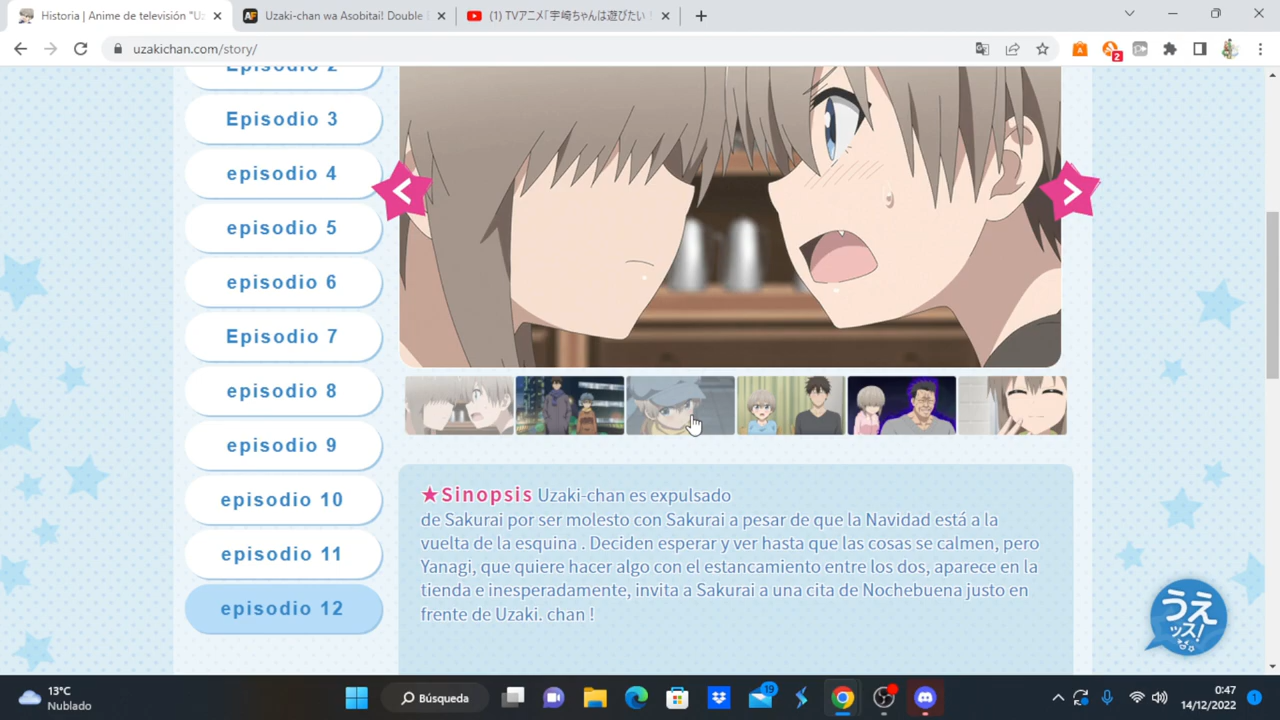 Historia | Anime de televisión "Uz
Uzaki-chan wa Asobitai! Double
(1) TVアニメ「宇崎ちゃんは遊びたい！
uzakichan.com/story/
2
Episodio 2
Episodio 3
episodio 4
episodio 5
episodio 6
Episodio 7
episodio 8
episodio 9
episodio 10
episodio 11
episodio 12
★Sinopsis Uzaki-chan es expulsado
de Sakurai por ser molesto con Sakurai a pesar de que la Navidad está a la
vuelta de la esquina . Deciden esperar y ver hasta que las cosas se calmen, pero
Yanagi, que quiere hacer algo con el estancamiento entre los dos, aparece en la
tienda e inesperadamente, invita a Sakurai a una cita de Nochebuena justo en
frente de Uzaki. chan !
うえ
ッス!
13°C
Nublado
Búsqueda
19
0:47
14/12/2022
1